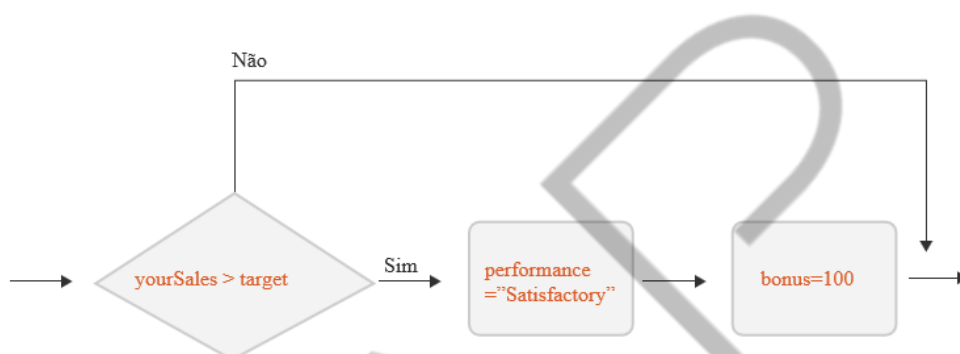 Não
yourSales > target
Sim
performance
=”Satisfactory”
bonus=100